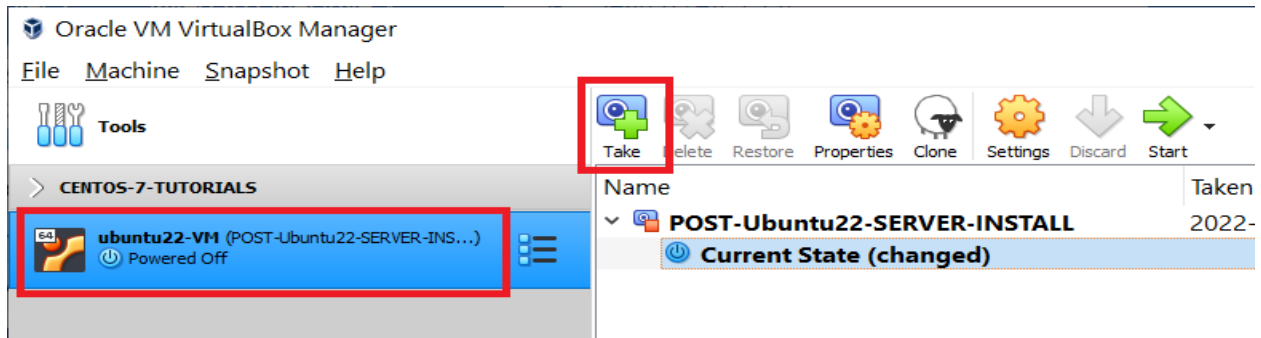 Oracle VM VirtualBox Manager
File Machine Snapshot Help
Tools
Take Delete Restore Properties Clone Settings Discard Start
CENTOS-7-TUTORIALS
Name Taken
64 ubuntu22-VM (POST-Ubuntu22-SERVER-INS...)
Powered Off
POST-Ubuntu22-SERVER-INSTALL 2022-
Current State (changed)